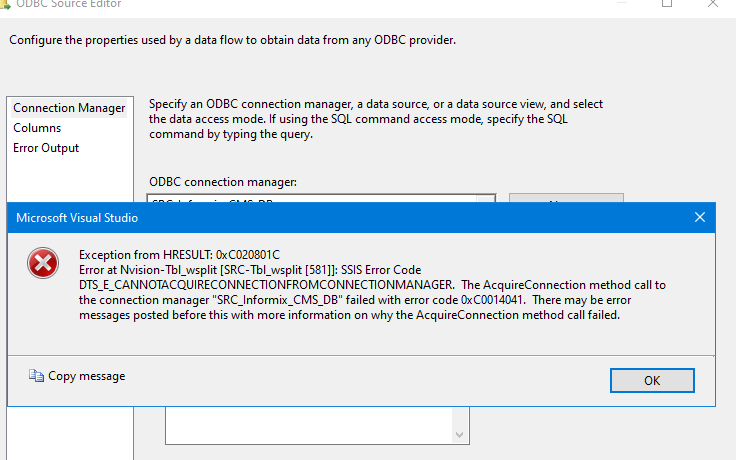 ODBC Source Editor
Configure the properties used by a data flow to obtain data from any ODBC provider.
Connection Manager
Columns
Error Output
Specify an ODBC connection manager, a data source, or a data source view, and select
the data access mode. If using the SQL command access mode, specify the SQL
command by typing the query.
ODBC connection manager:
SRC_Informix_CMS_DB
Microsoft Visual Studio
Exception from HRESULT: 0xC020801C
Error at Nvision-Tbl_wsplit [SRC-Tbl_wsplit [581]]: SSIS Error Code
DTS_E_CANNOTACQUIRECONNECTIONFROMCONNECTIONMANAGER.  The AcquireConnection method call to
the connection manager "SRC_Informix_CMS_DB" failed with error code 0xC0014041.  There may be error
messages posted before this with more information on why the AcquireConnection method call failed.
Copy message
OK